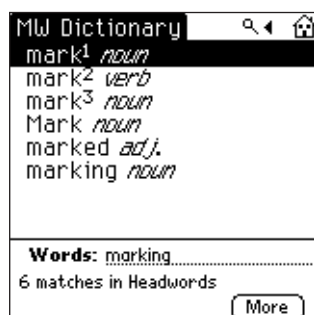 MW Dictionary
mark¹ noun
mark² verb
mark³ noun
Mark noun
marked adj.
marking noun
Words: marking
6 matches in Headwords
More